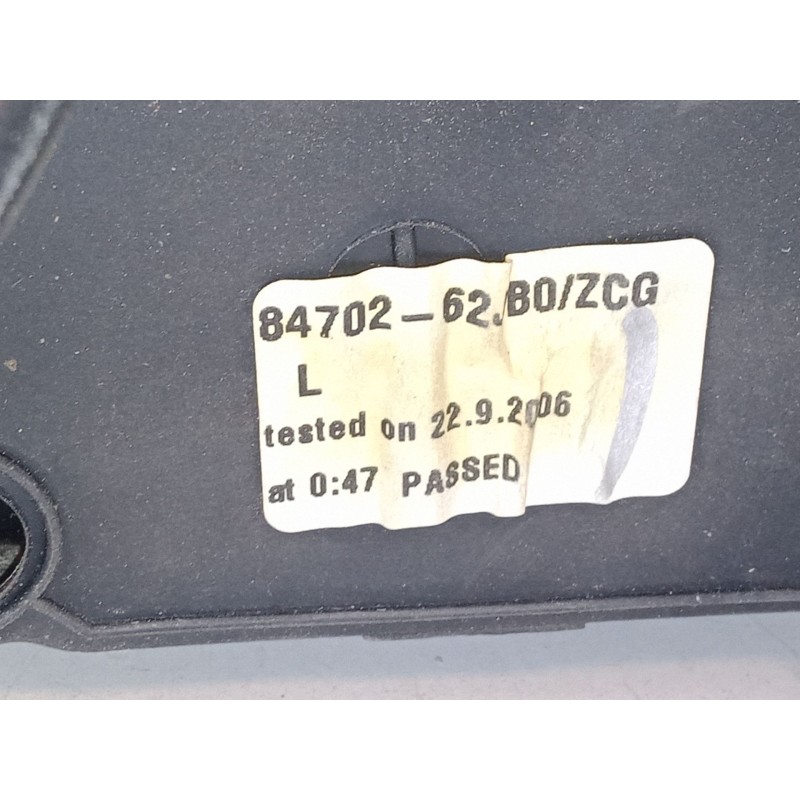 84702-62JB0/ZCG
L
tested on 22.9.2006
at 0:47 PASSED